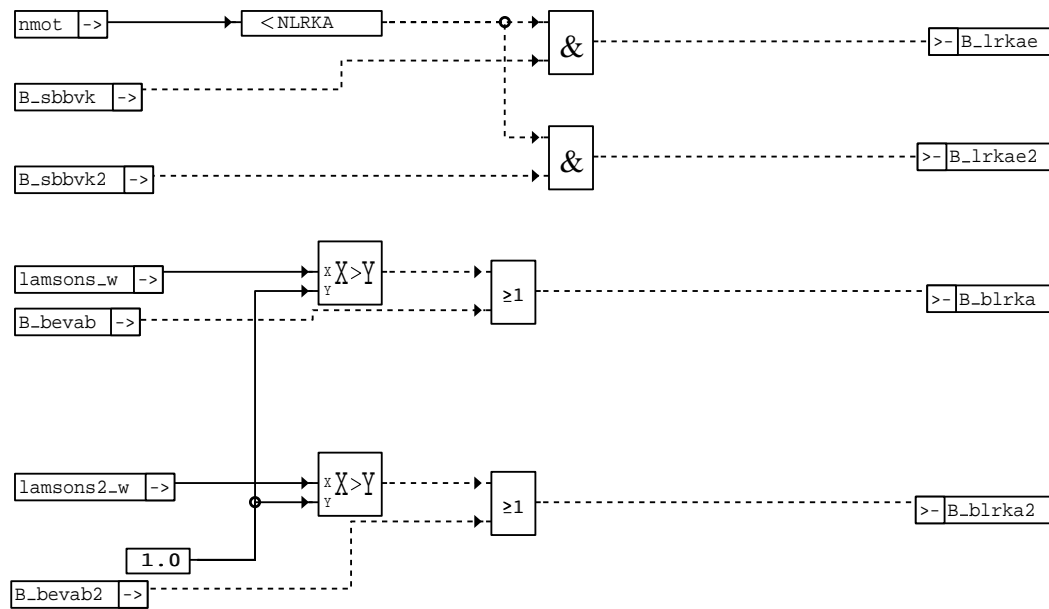 nmot -> <NLRKA & >- B_lrkae
B_sbbvk ->
B_sbbvk2 -> & >- B_lrkae2
lamsons_w -> X Y X>Y ≥1 >- B_blrka
B_bevab ->
lamsons2_w -> X Y X>Y ≥1 >- B_blrka2
1.0
B_bevab2 ->